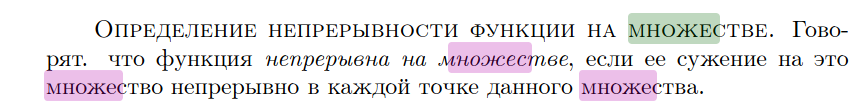 ОПРЕДЕЛЕНИЕ НЕПРЕРЫВНОСТИ ФУНКЦИИ НА МНОЖЕСТВЕ. Гово-
рят. что функция непрерывна на множестве, если ее сужение на это
множество непрерывно в каждой точке данного множества.